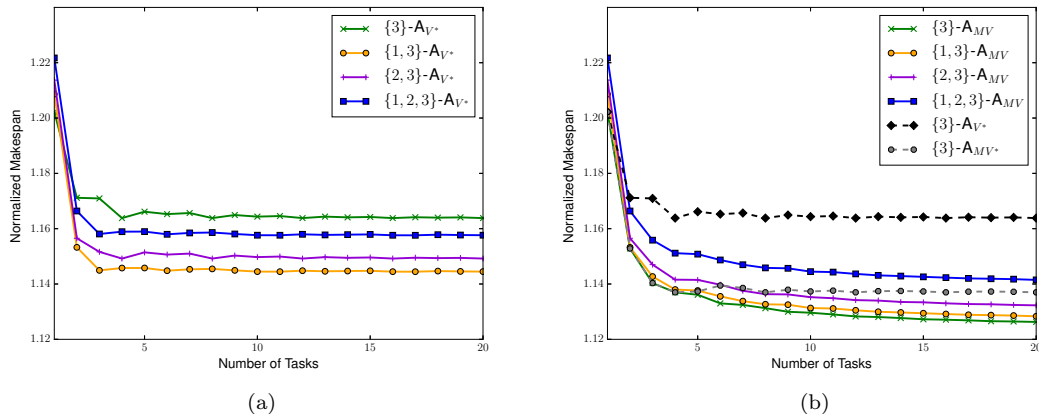 Normalized Makespan
1.22
1.20
1.18
1.16
1.14
1.12
5
10
15
20
Number of Tasks
{3}-A_{V*}
{1, 3}-A_{V*}
{2, 3}-A_{V*}
{1, 2, 3}-A_{V*}
(a)
Normalized Makespan
1.22
1.20
1.18
1.16
1.14
1.12
5
10
15
20
Number of Tasks
{3}-A_{MV}
{1, 3}-A_{MV}
{2, 3}-A_{MV}
{1, 2, 3}-A_{MV}
{3}-A_{V*}
{3}-A_{MV*}
(b)